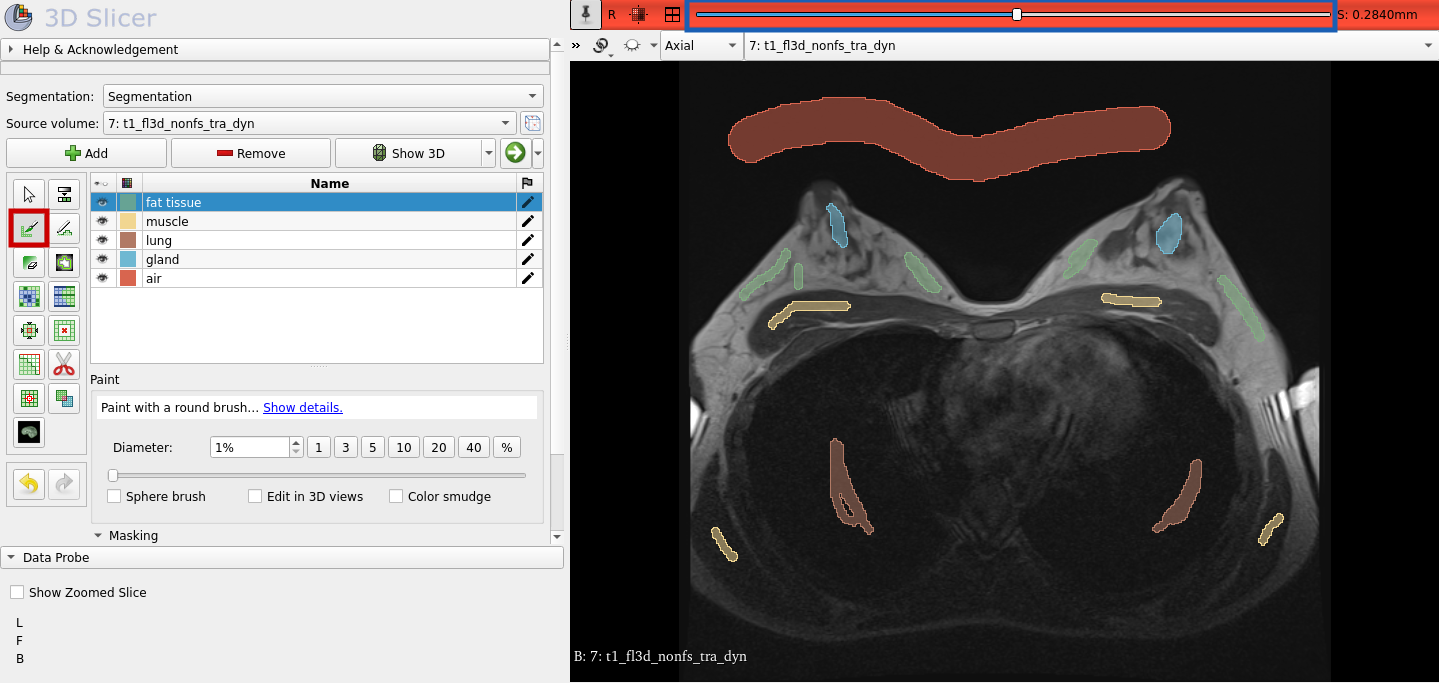 3D Slicer
Help & Acknowledgement
Segmentation: Segmentation
Source volume: 7: t1_fl3d_nonfs_tra_dyn
Add Remove Show 3D
Name
fat tissue
muscle
lung
gland
air
Paint
Paint with a round brush... Show details.
Diameter: 1% 1 3 5 10 20 40 %
Sphere brush Edit in 3D views Color smudge
Masking
Data Probe
Show Zoomed Slice
L
F
B
R S: 0.2840mm
» Axial 7: t1_fl3d_nonfs_tra_dyn
B: 7: t1_fl3d_nonfs_tra_dyn